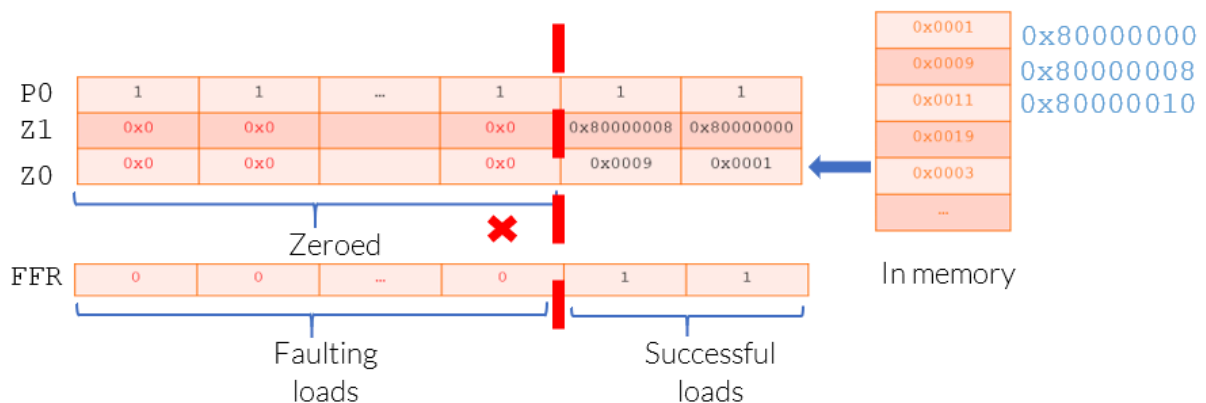 P0 1 1 … 1 1 1
Z1 0x0 0x0 0x0 0x80000008 0x80000000
Z0 0x0 0x0 0x0 0x0009 0x0001
Zeroed
FFR 0 0 … 0 1 1
Faulting
loads
Successful
loads
0x0001 0x80000000
0x0009 0x80000008
0x0011 0x80000010
0x0019
0x0003
…
In memory